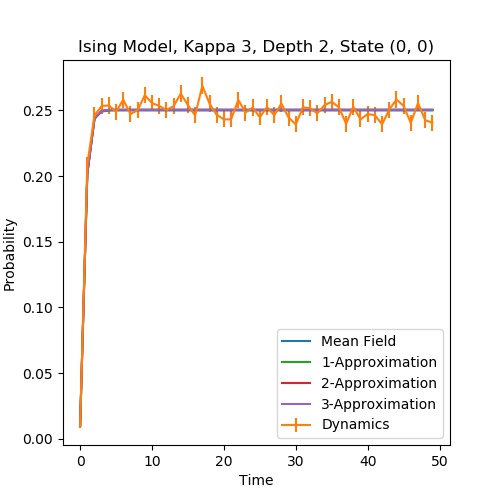 Ising Model, Kappa 3, Depth 2, State (0, 0)
0.25
0.20
0.15
0.10
0.05
0.00
Probability
Mean Field
1-Approximation
2-Approximation
3-Approximation
Dynamics
0 10 20 30 40 50
Time